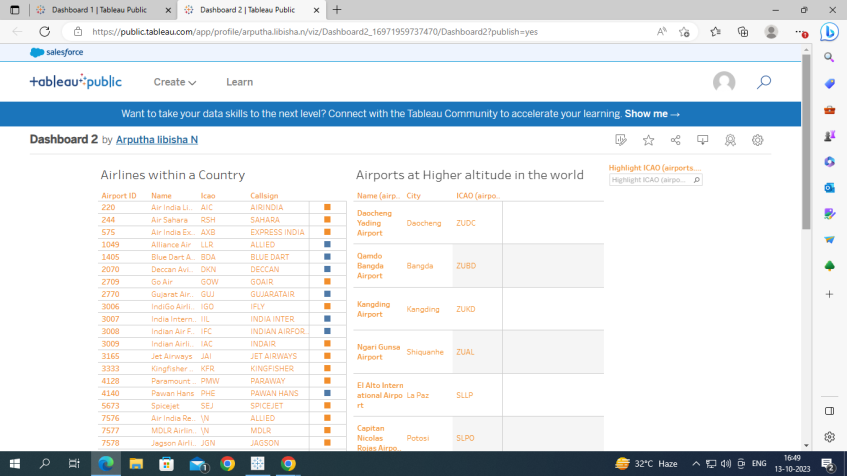 Dashboard 1 | Tableau Public
Dashboard 2 | Tableau Public
https://public.tableau.com/app/profile/arputha.libisha.n/viz/Dashboard2_16971959737470/Dashboard2?publish=yes
salesforce
+ableau+public
Create
Learn
Want to take your data skills to the next level? Connect with the Tableau Community to accelerate your learning. Show me →
Dashboard 2 by Arputha libisha N
Airlines within a Country
Airport ID Name Icao Callsign
220 Air India Li.. AIC AIRINDIA
244 Air Sahara RSH SAHARA
575 Air India Ex.. AXB EXPRESS INDIA
1049 Alliance Air LLR ALLIED
1405 Blue Dart A.. BDA BLUE DART
2070 Deccan Avi.. DKN DECCAN
2709 Go Air GOW GOAIR
2770 Gujarat Air.. GUJ GUJARATAIR
3006 IndiGo Airli.. IGO IFLY
3007 India Intern.. IIL INDIA INTER
3008 Indian Air F.. IFC INDIAN AIRFOR..
3009 Indian Airli.. IAC INDAIR
3165 Jet Airways JAI JET AIRWAYS
3333 Kingfisher... KFR KINGFISHER
4128 Paramount .. PMW PARAWAY
4140 Pawan Hans PHE PAWAN HANS
5673 Spicejet SEJ SPICEJET
7576 Air India Re.. \N ALLIED
7577 MDLR Airlin.. \N MDLR
7578 Jagson Airli.. JGN JAGSON
Airports at Higher altitude in the world
Name (airp.. City ICAO (airpo..
Daocheng
Yading
Airport
Daocheng ZUDC
Qamdo
Bangda
Airport
Bangda ZUBD
Kangding
Airport
Kangding ZUKD
Ngari Gunsa
Airport
Shiquanhe ZUAL
El Alto Intern
ational Airpo
rt
La Paz SLLP
Capitan
Nicolas
Rojas Airpo..
Potosi SLPO
Highlight ICAO (airports....
Highlight ICAO (airpo...
1
32°C Haze
ENG
16:49
13-10-2023
2